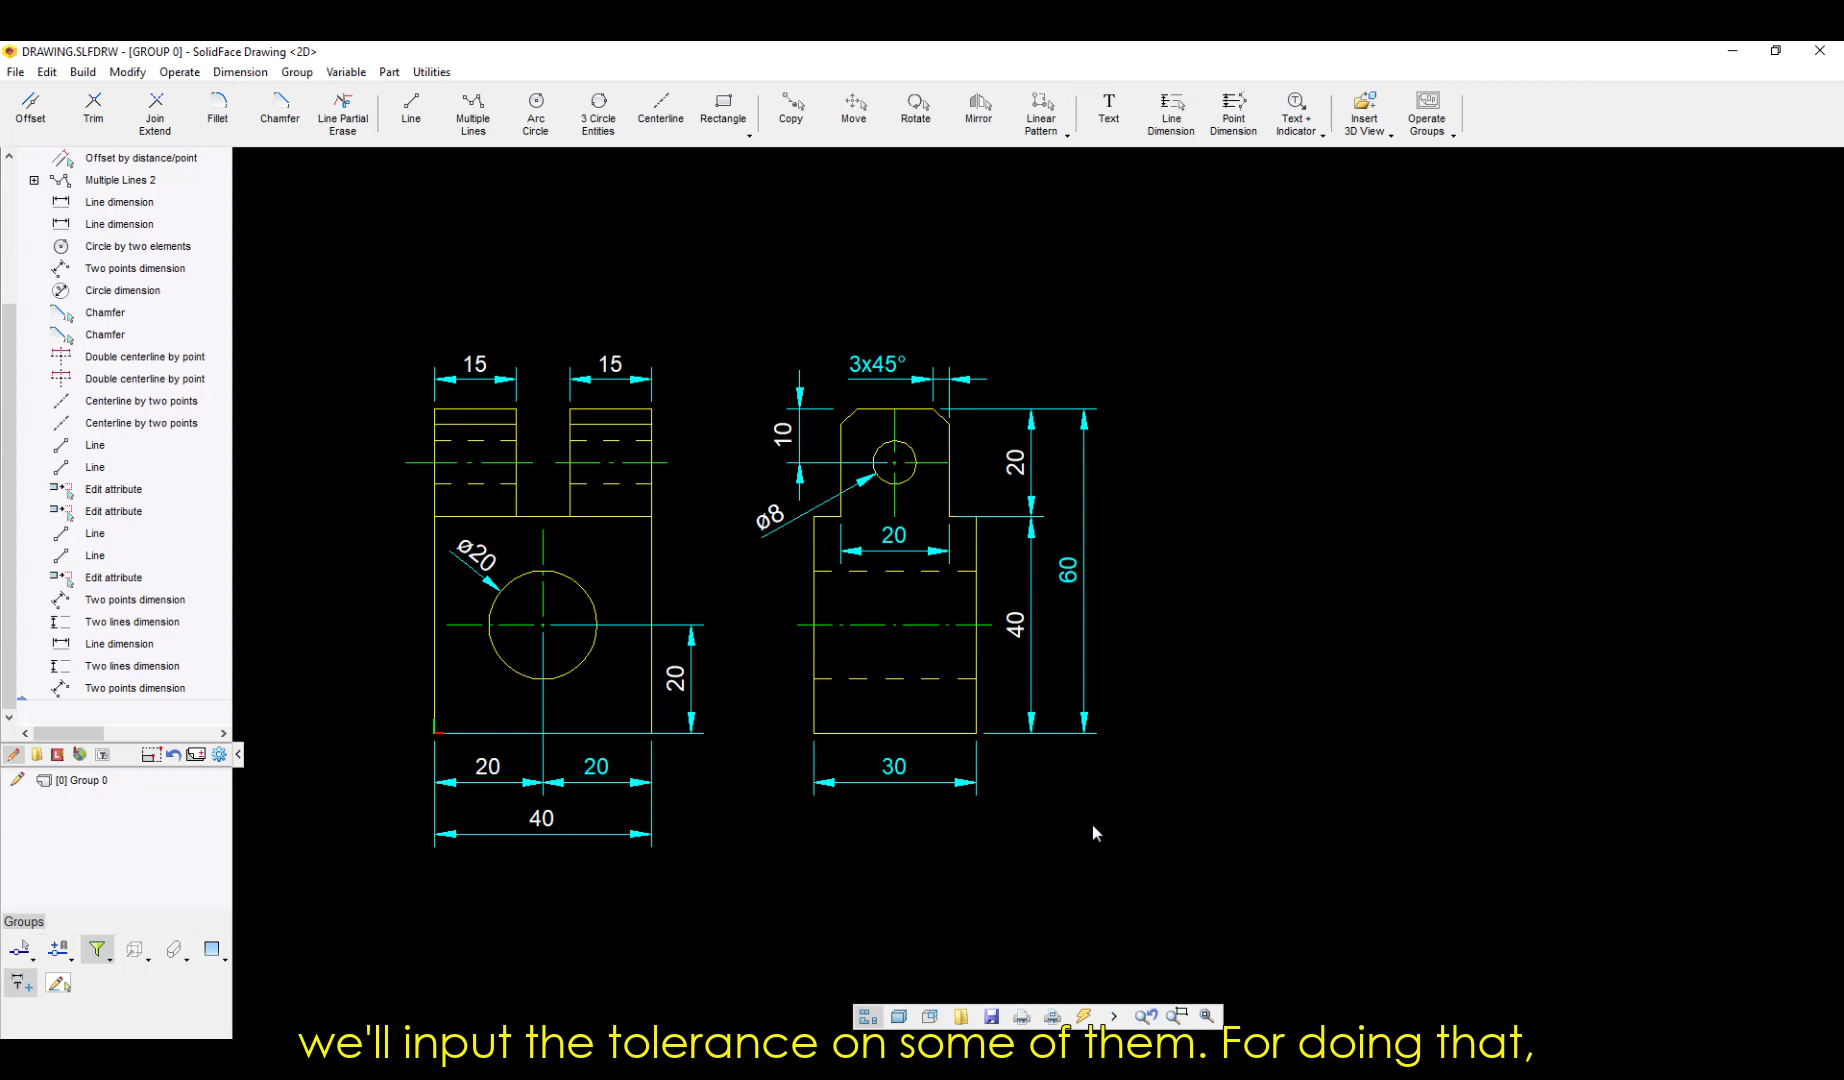 DRAWING.SLFDRW - [GROUP 0] - SolidFace Drawing <2D>
File Edit Build Modify Operate Dimension Group Variable Part Utilities
Offset Trim Join Extend Fillet Chamfer Line Partial Erase Line Multiple Lines Arc Circle 3 Circle Entities Centerline Rectangle Copy Move Rotate Mirror Linear Pattern Text Line Dimension Point Dimension Text + Indicator Insert 3D View Operate Groups
Offset by distance/point
Multiple Lines 2
Line dimension
Line dimension
Circle by two elements
Two points dimension
Circle dimension
Chamfer
Chamfer
Double centerline by point
Double centerline by point
Centerline by two points
Centerline by two points
Line
Line
Edit attribute
Edit attribute
Line
Line
Edit attribute
Two points dimension
Two lines dimension
Line dimension
Two lines dimension
Two points dimension
[0] Group 0
Groups
15 15
ø20
20
20 20
40
3x45°
10
ø8
20
20
40
60
30
we'll input the tolerance on some of them. For doing that,